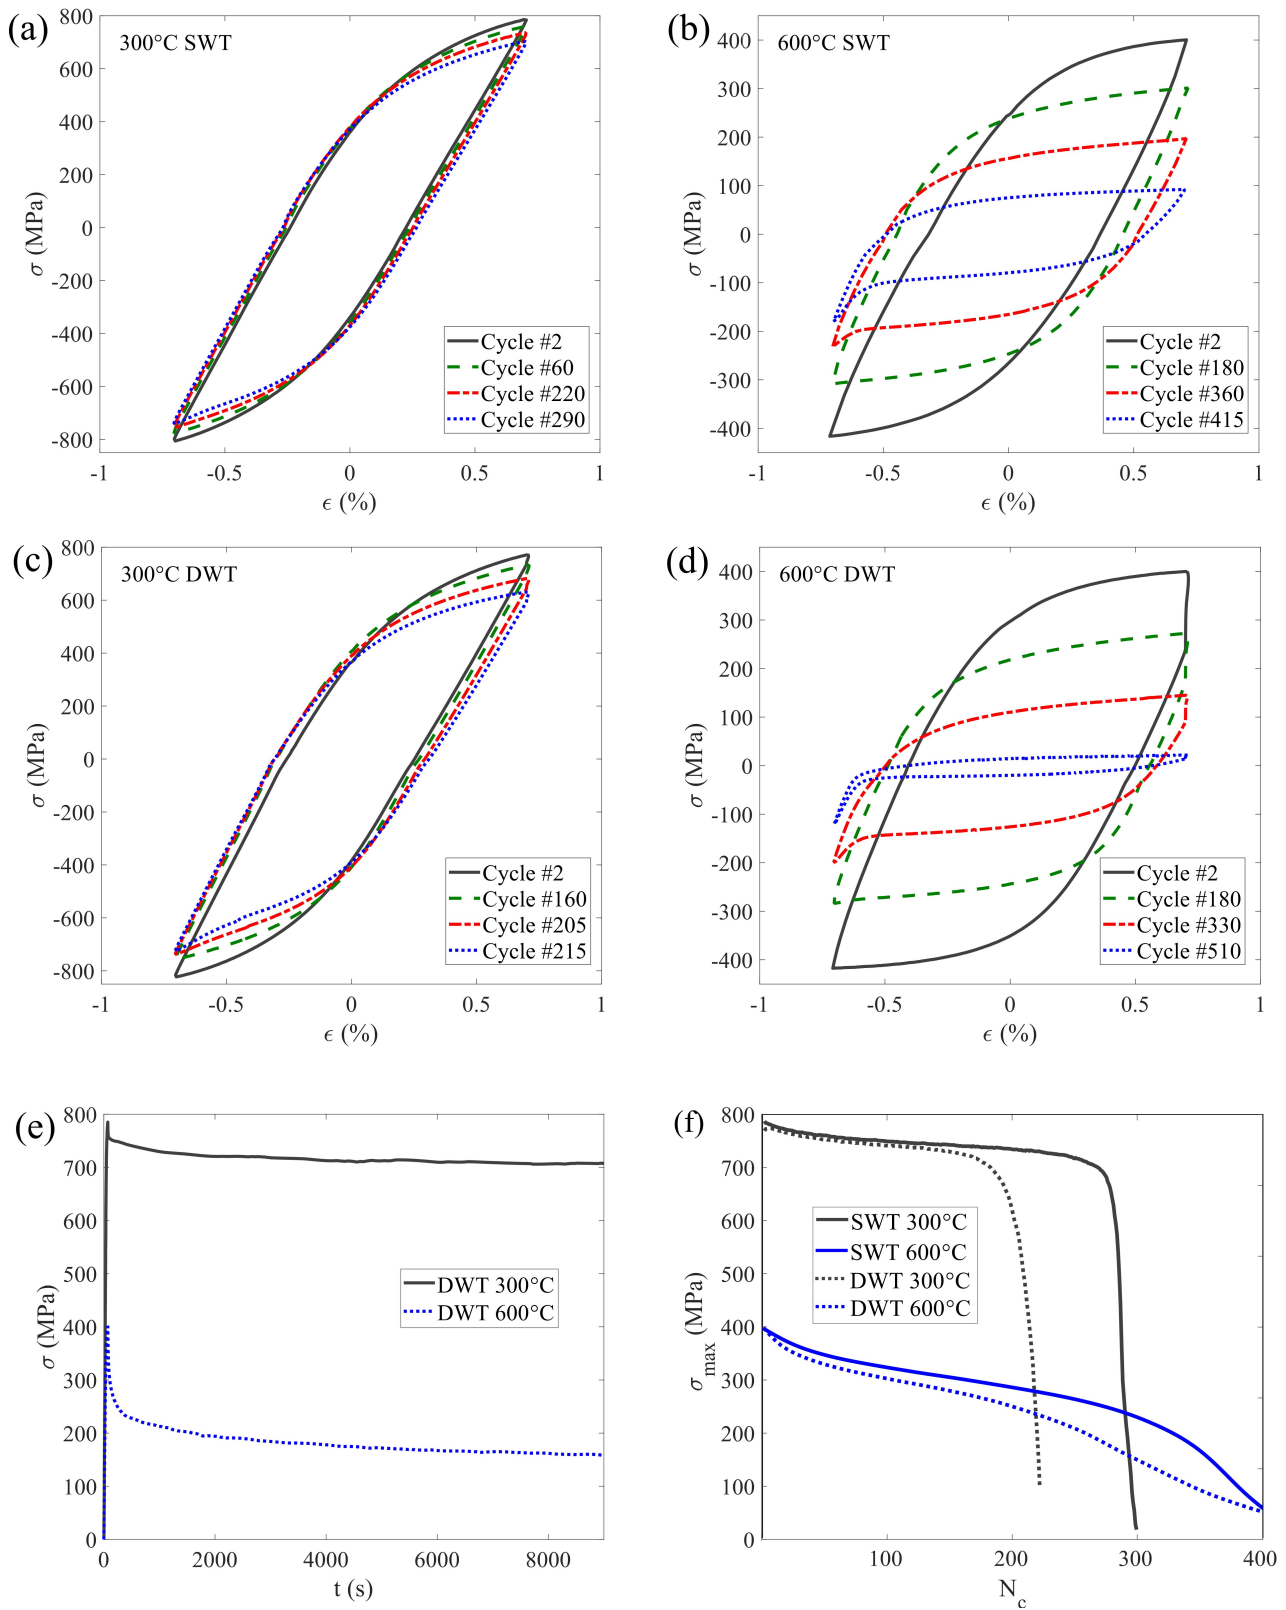 (a)
300°C SWT
800
600
400
200
0
-200
-400
-600
-800
σ (MPa)
Cycle #2
Cycle #60
Cycle #220
Cycle #290
-1
-0.5
0
0.5
1
ϵ (%)
(b)
600°C SWT
400
300
200
100
0
-100
-200
-300
-400
σ (MPa)
Cycle #2
Cycle #180
Cycle #360
Cycle #415
-1
-0.5
0
0.5
1
ϵ (%)
(c)
300°C DWT
800
600
400
200
0
-200
-400
-600
-800
σ (MPa)
Cycle #2
Cycle #160
Cycle #205
Cycle #215
-1
-0.5
0
0.5
1
ϵ (%)
(d)
600°C DWT
400
300
200
100
0
-100
-200
-300
-400
σ (MPa)
Cycle #2
Cycle #180
Cycle #330
Cycle #510
-1
-0.5
0
0.5
1
ϵ (%)
(e)
800
700
600
500
400
300
200
100
0
σ (MPa)
DWT 300°C
DWT 600°C
0
2000
4000
6000
8000
t (s)
(f)
800
700
600
500
400
300
200
100
0
σmax (MPa)
SWT 300°C
SWT 600°C
DWT 300°C
DWT 600°C
100
200
300
400
Nc